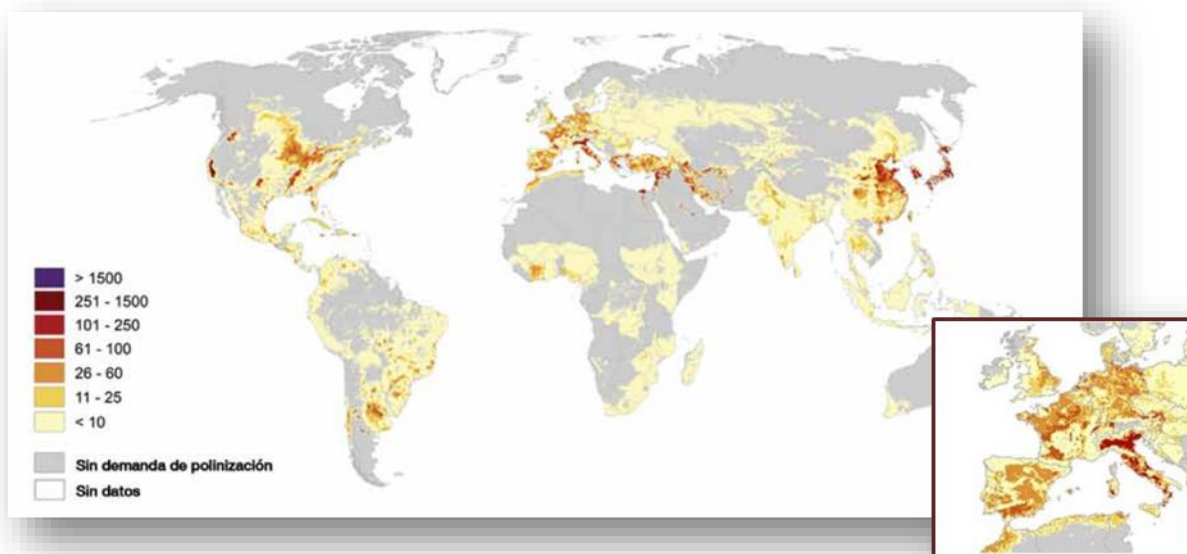 > 1500
251 - 1500
101 - 250
61 - 100
26 - 60
11 - 25
< 10
Sin demanda de polinización
Sin datos